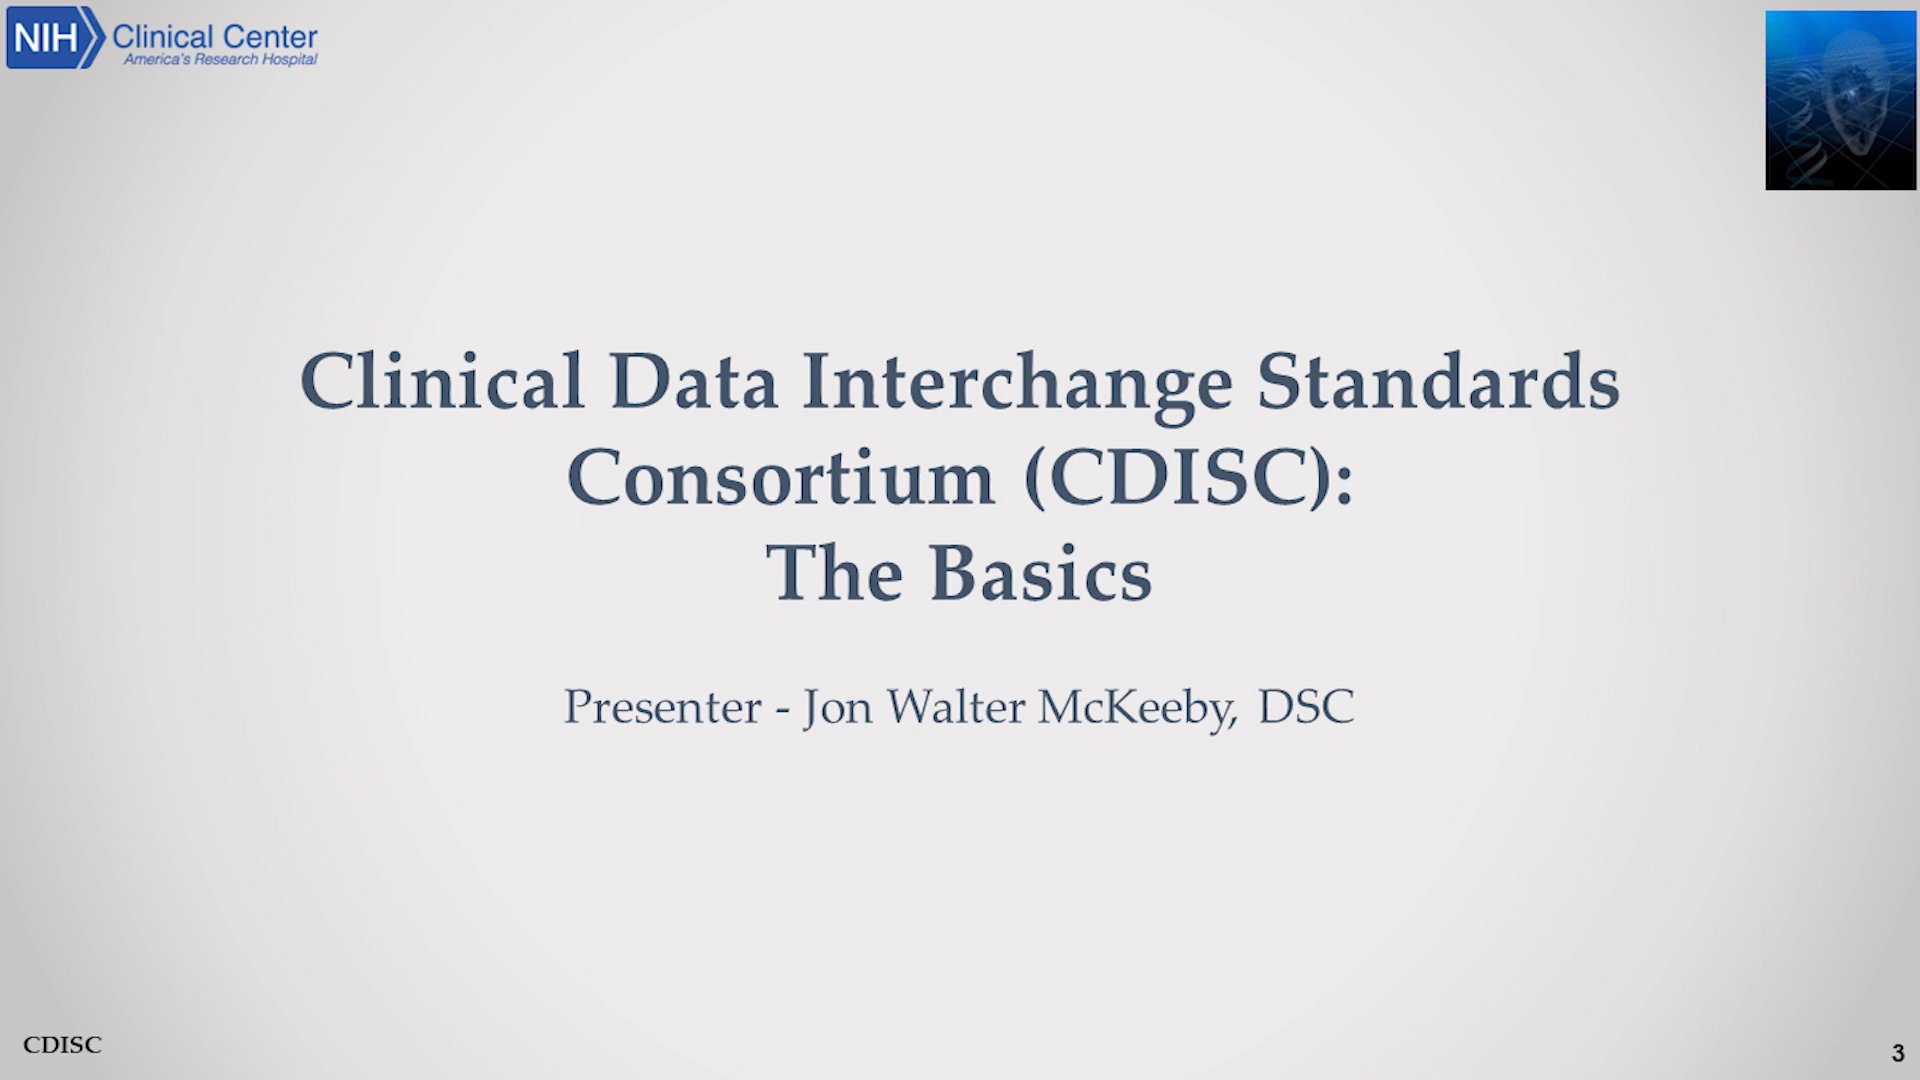 NIH Clinical Center
America's Research Hospital
Clinical Data Interchange Standards
Consortium (CDISC):
The Basics
Presenter - Jon Walter McKeeby, DSC
CDISC
3